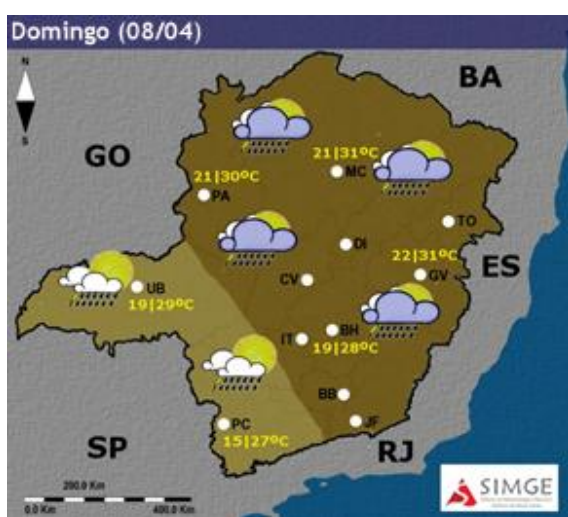 Domingo (08/04)
N
S
BA
GO
21|31ºC
MC
21|30ºC
PA
TO
DI
ES
22|31ºC
GV
CV
UB
19|29ºC
BH
IT
19|28ºC
BB
PC
JF
15|27ºC
SP
RJ
200.0 Km
0.0 Km
400.0 Km
SIMGE